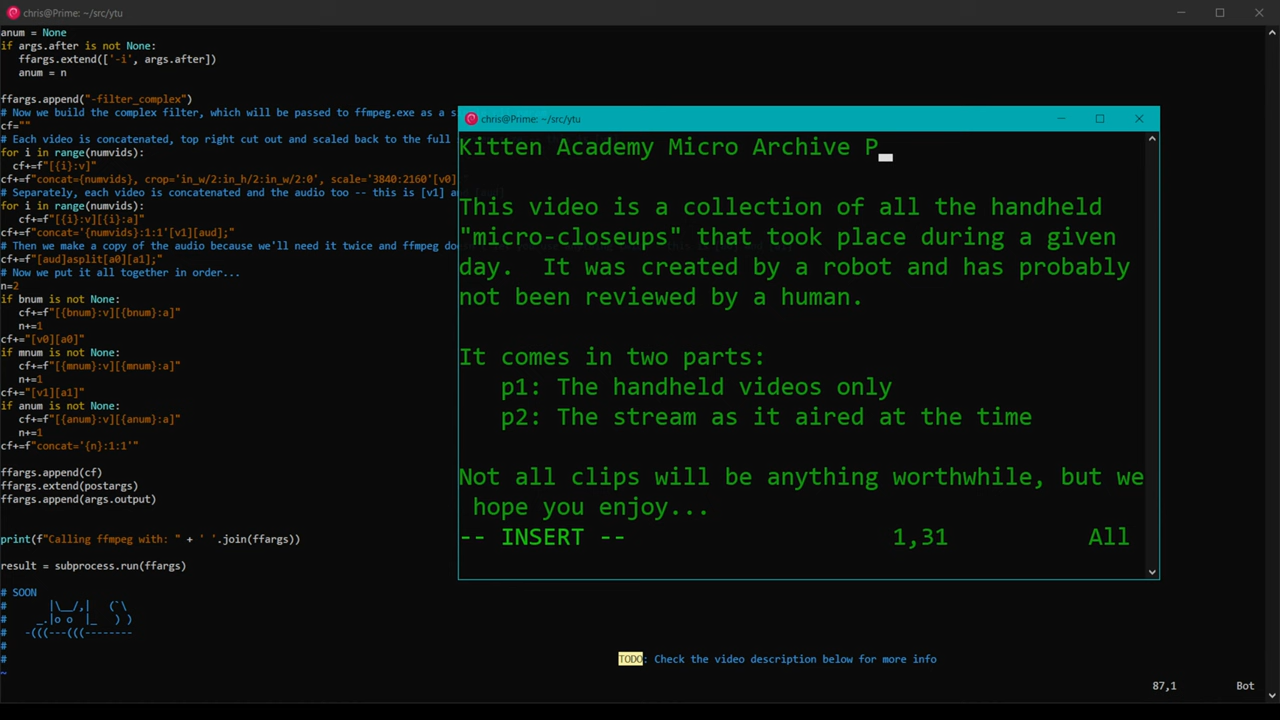 chris@Prime: ~/src/ytu
anum = None
if args.after is not None:
ffargs.extend(['-i', args.after])
anum = n
ffargs.append("-filter_complex")
# Now we build the complex filter, which will be passed to ffmpeg.exe as a s
cf=""
# Each video is concatenated, top right cut out and scaled back to the full
for i in range(numvids):
cf+=f"[{i}:v]"
cf+=f"concat={numvids}, crop='in_w/2:in_h/2:in_w/2:0', scale='3840:2160'[v0]
# Separately, each video is concatenated and the audio too -- this is [v1] a
for i in range(numvids):
cf+=f"[{i}:v][{i}:a]"
cf+=f"concat='{numvids}:1:1'[v1][aud];"
# Then we make a copy of the audio because we'll need it twice and ffmpeg do
cf+=f"[aud]asplit[a0][a1];"
# Now we put it all together in order...
n=2
if bnum is not None:
cf+=f"[{bnum}:v][{bnum}:a]"
n+=1
cf+="[v0][a0]"
if mnum is not None:
cf+=f"[{mnum}:v][{mnum}:a]"
n+=1
cf+="[v1][a1]"
if anum is not None:
cf+=f"[{anum}:v][{anum}:a]"
n+=1
cf+=f"concat='{n}:1:1'"
ffargs.append(cf)
ffargs.extend(postargs)
ffargs.append(args.output)
print(f"Calling ffmpeg with: " + ' '.join(ffargs))
result = subprocess.run(ffargs)
# SOON
#     |\__/,|   (`\
#   _.|o o  |_   ) )
# -(((---(((--------
#
#
~
chris@Prime: ~/src/ytu
Kitten Academy Micro Archive P
This video is a collection of all the handheld
"micro-closeups" that took place during a given
day.  It was created by a robot and has probably
not been reviewed by a human.
It comes in two parts:
p1: The handheld videos only
p2: The stream as it aired at the time
Not all clips will be anything worthwhile, but we
hope you enjoy...
-- INSERT -- 1,31 All
TODO: Check the video description below for more info
87,1 Bot